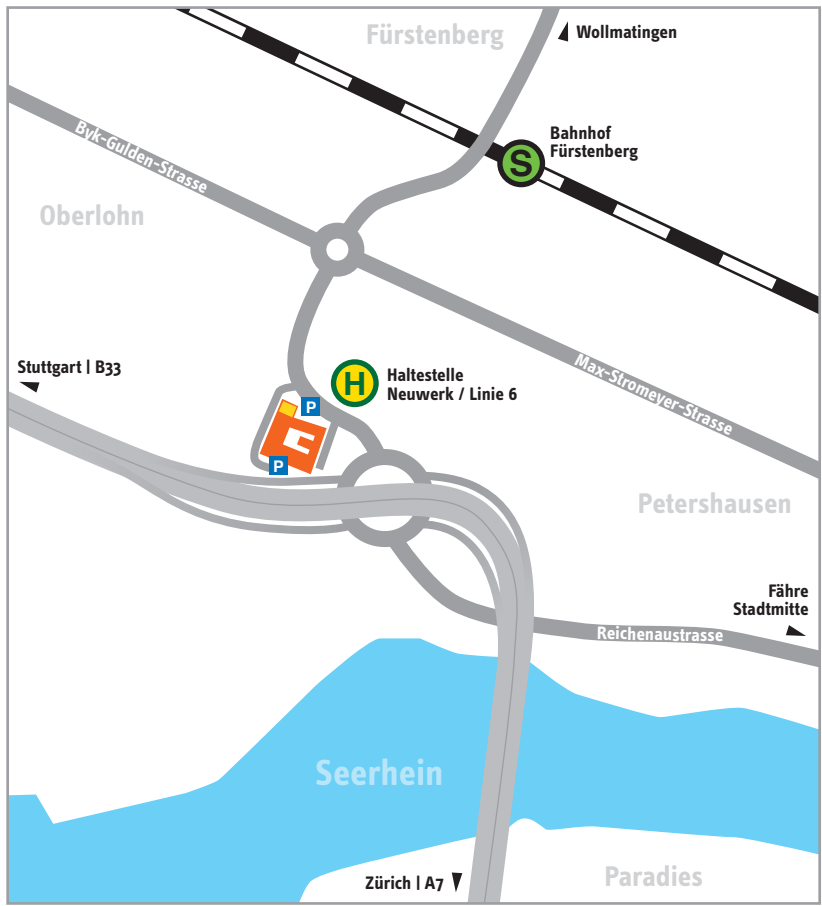 Fürstenberg
Wollmatingen
Bahnhof
Fürstenberg
S
Byk-Gulden-Strasse
Oberlohn
Stuttgart | B33
H
Haltestelle
Neuwerk / Linie 6
Max-Stromeyer-Strasse
P
P
Petershausen
Fähre
Stadtmitte
Reichenaustrasse
Seerhein
Zürich | A7
Paradies